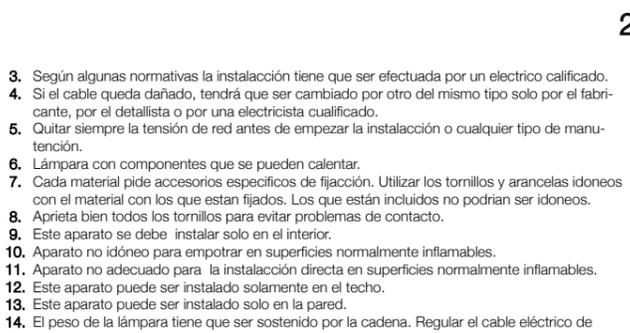 2
3. Según algunas normativas la instalacción tiene que ser efectuada por un electrico calificado.
4. Si el cable queda dañado, tendrá que ser cambiado por otro del mismo tipo solo por el fabri-
cante, por el detallista o por una electricista cualificado.
5. Quitar siempre la tensión de red antes de empezar la instalacción o cualquier tipo de manu-
tención.
6. Lámpara con componentes que se pueden calentar.
7. Cada material pide accesorios especificos de fijacción. Utilizar los tornillos y arancelas idoneos
con el material con los que estan fijados. Los que están incluidos no podrian ser idoneos.
8. Aprieta bien todos los tornillos para evitar problemas de contacto.
9. Este aparato se debe instalar solo en el interior.
10. Aparato no idóneo para empotrar en superficies normalmente inflamables.
11. Aparato no adecuado para la instalacción directa en superficies normalmente inflamables.
12. Este aparato puede ser instalado solamente en el techo.
13. Este aparato puede ser instalado solo en la pared.
14. El peso de la lámpara tiene que ser sostenido por la cadena. Regular el cable eléctrico de